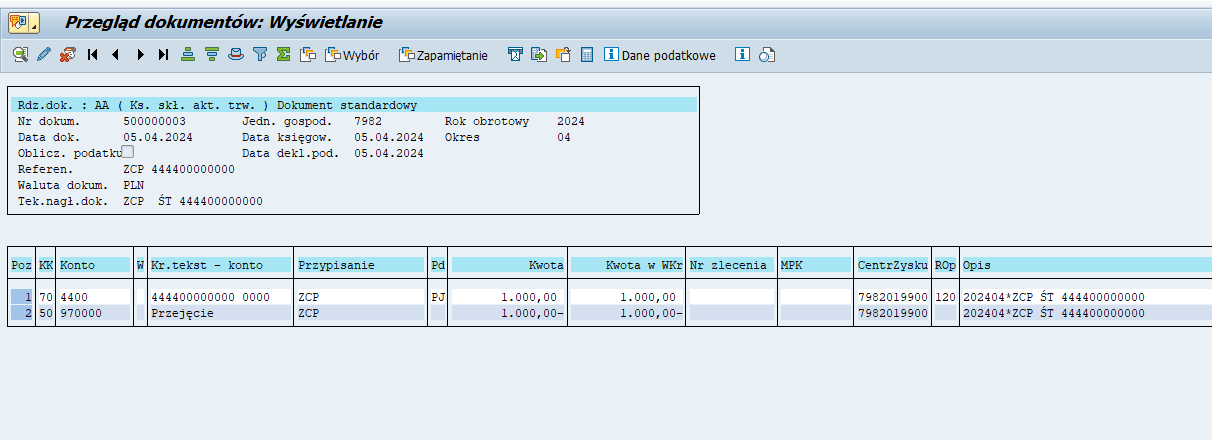 Przegląd dokumentów: Wyświetlanie
Wybór Zapamiętanie Dane podatkowe
Rdz.dok. : AA ( Ks. skł. akt. trw. ) Dokument standardowy
Nr dokum. 500000003 Jedn. gospod. 7982 Rok obrotowy 2024
Data dok. 05.04.2024 Data księgow. 05.04.2024 Okres 04
Oblicz. podatku Data dekl.pod. 05.04.2024
Referen. ZCP 444400000000
Waluta dokum. PLN
Tek.nagł.dok. ZCP ŚT 444400000000
Poz KK Konto W Kr.tekst - konto Przypisanie Pd Kwota Kwota w WKr Nr zlecenia MPK CentrZysku ROp Opis
1 70 4400 444400000000 0000 ZCP PJ 1.000,00 1.000,00 7982019900 120 202404*ZCP ŚT 444400000000
2 50 970000 Przejęcie ZCP 1.000,00- 1.000,00- 7982019900 202404*ZCP ŚT 444400000000